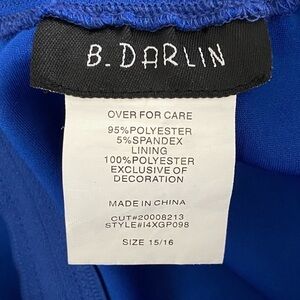 B. DARLIN
OVER FOR CARE
95%POLYESTER
5%SPANDEX
LINING
100%POLYESTER
EXCLUSIVE OF
DECORATION
MADE IN CHINA
CUT#20008213
STYLE#I4XGP098
SIZE 15/16